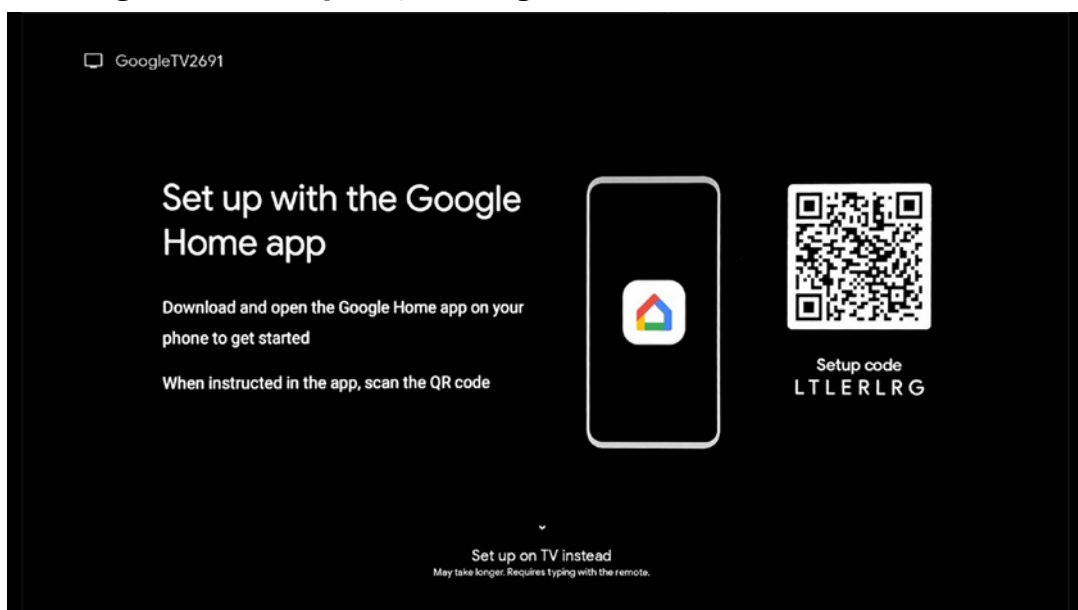 GoogleTV2691
Set up with the Google
Home app
Download and open the Google Home app on your
phone to get started
When instructed in the app, scan the QR code
Setup code
LTLERLRG
Set up on TV instead
May take longer. Requires typing with the remote.